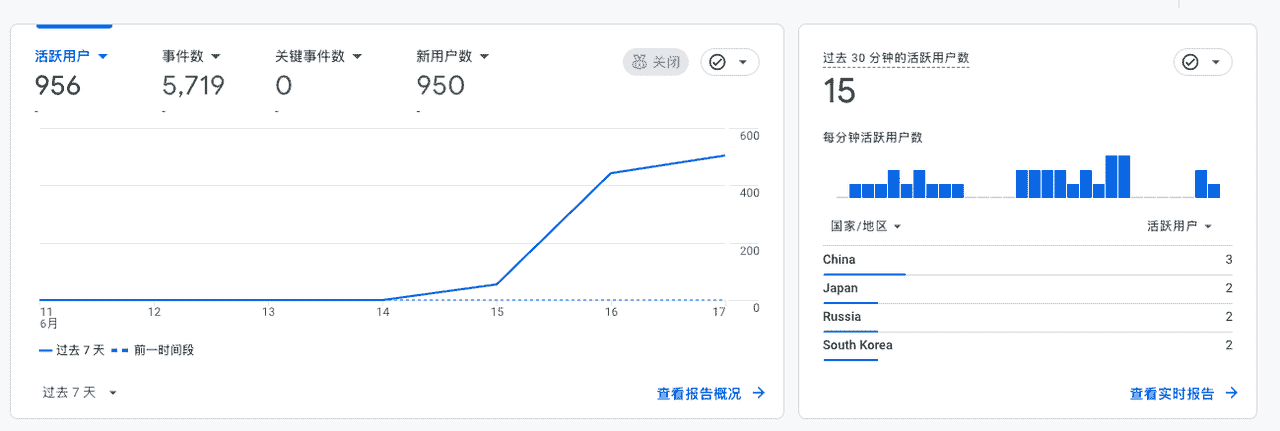 活跃用户 事件数 关键事件数 新用户数 关闭
956 5,719 0 950
- - - -
600
400
200
0
11 12 13 14 15 16 17
6月
过去 7 天 前一时间段
过去 7 天 查看报告概况
过去 30 分钟的活跃用户数
15
每分钟活跃用户数
国家/地区 活跃用户
China 3
Japan 2
Russia 2
South Korea 2
查看实时报告